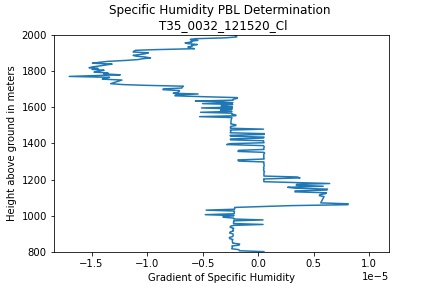 Specific Humidity PBL Determination
T35_0032_121520_Cl
2000
1800
1600
1400
1200
1000
800
Height above ground in meters
−1.5
−1.0
−0.5
0.0
0.5
1.0
1e−5
Gradient of Specific Humidity